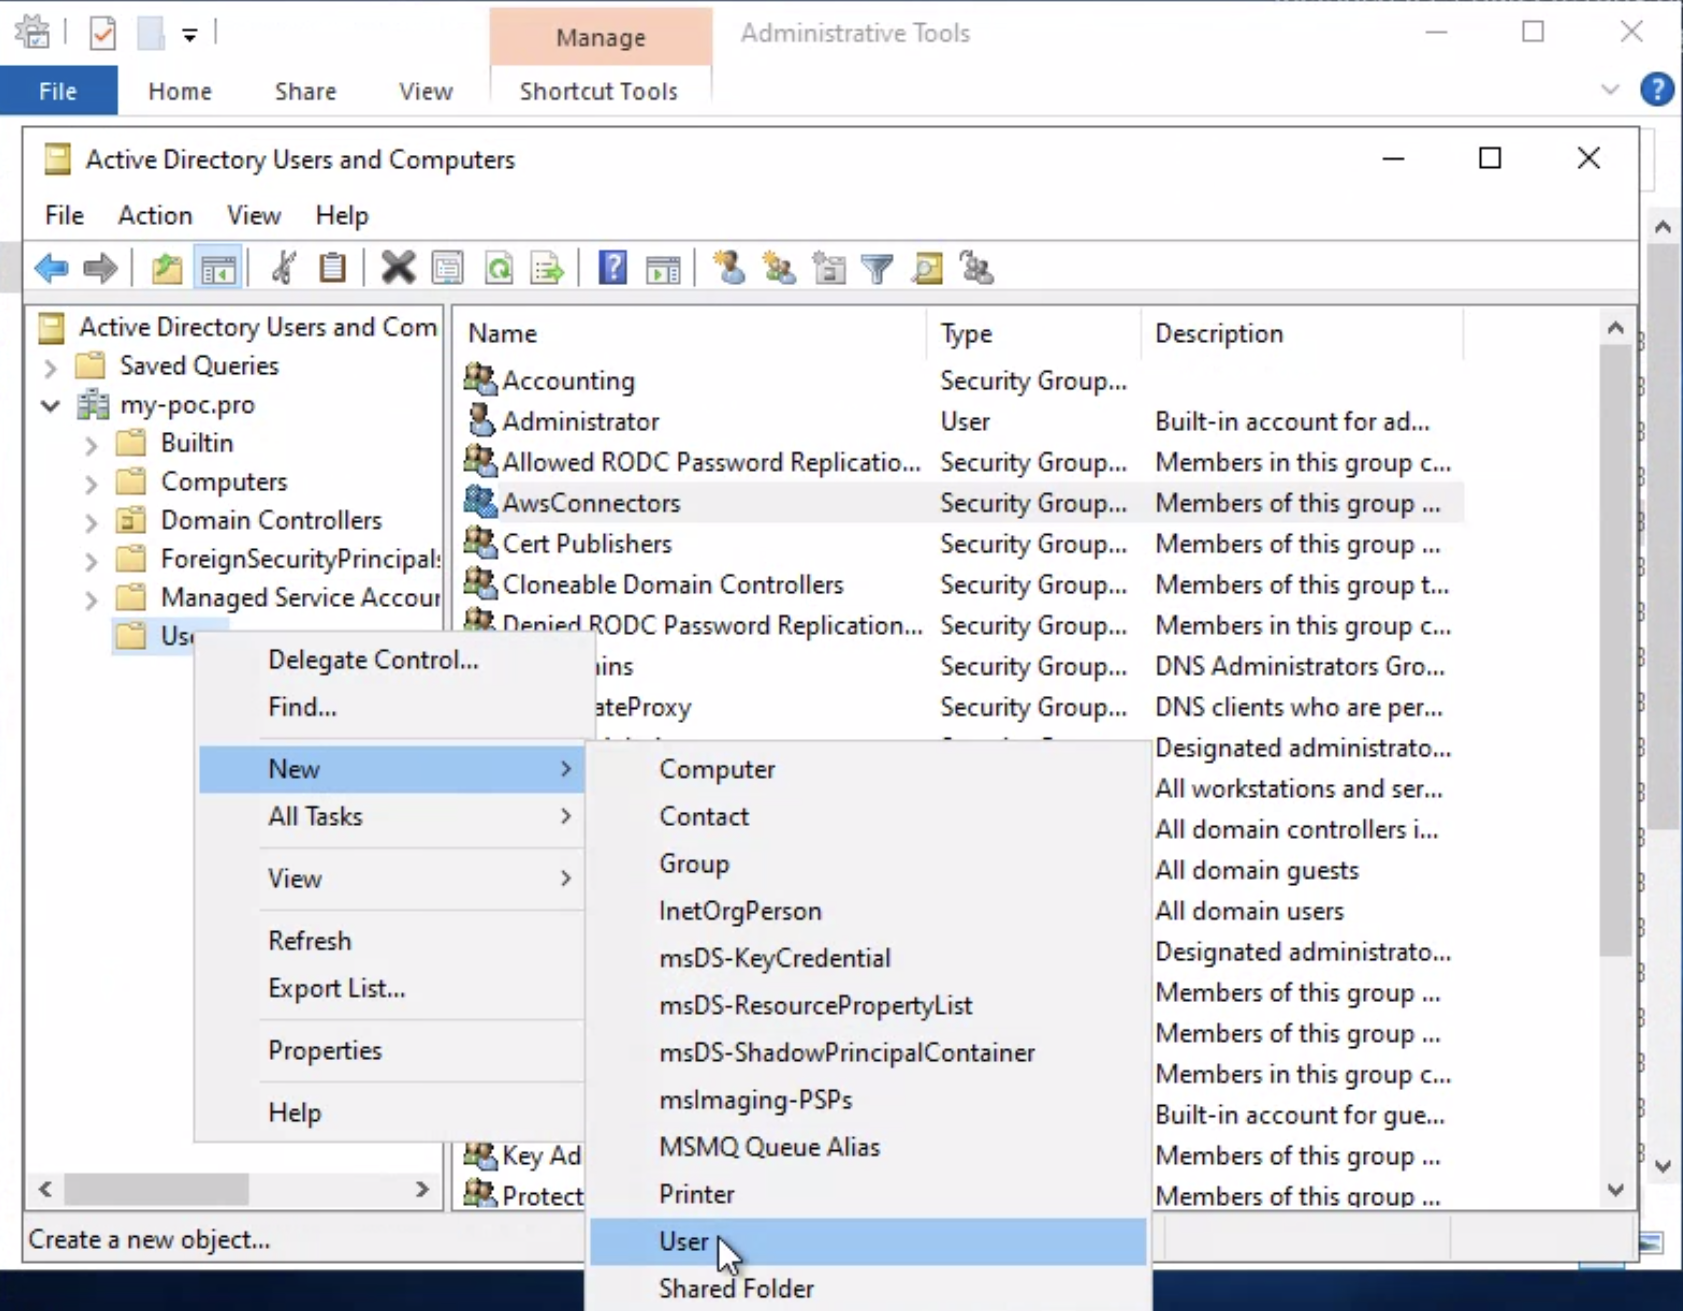 Manage
Administrative Tools
File Home Share View Shortcut Tools
?
Active Directory Users and Computers
File Action View Help
Active Directory Users and Com
Saved Queries
my-poc.pro
Builtin
Computers
Domain Controllers
ForeignSecurityPrincipals
Managed Service Accour
Use
Name Type Description
Accounting Security Group...
Administrator User Built-in account for ad...
Allowed RODC Password Replicatio... Security Group... Members in this group c...
AwsConnectors Security Group... Members of this group ...
Cert Publishers Security Group... Members of this group ...
Cloneable Domain Controllers Security Group... Members of this group t...
Denied RODC Password Replication... Security Group... Members in this group c...
ins Security Group... DNS Administrators Gro...
ateProxy Security Group... DNS clients who are per...
Designated administrato...
All workstations and ser...
All domain controllers i...
All domain guests
All domain users
Designated administrato...
Members of this group ...
Members of this group ...
Members in this group c...
Built-in account for gue...
Key Ad Members of this group ...
Protect Members of this group ...
Delegate Control...
Find...
New
All Tasks
View
Refresh
Export List...
Properties
Help
Computer
Contact
Group
InetOrgPerson
msDS-KeyCredential
msDS-ResourcePropertyList
msDS-ShadowPrincipalContainer
msImaging-PSPs
MSMQ Queue Alias
Printer
User
Shared Folder
Create a new object...